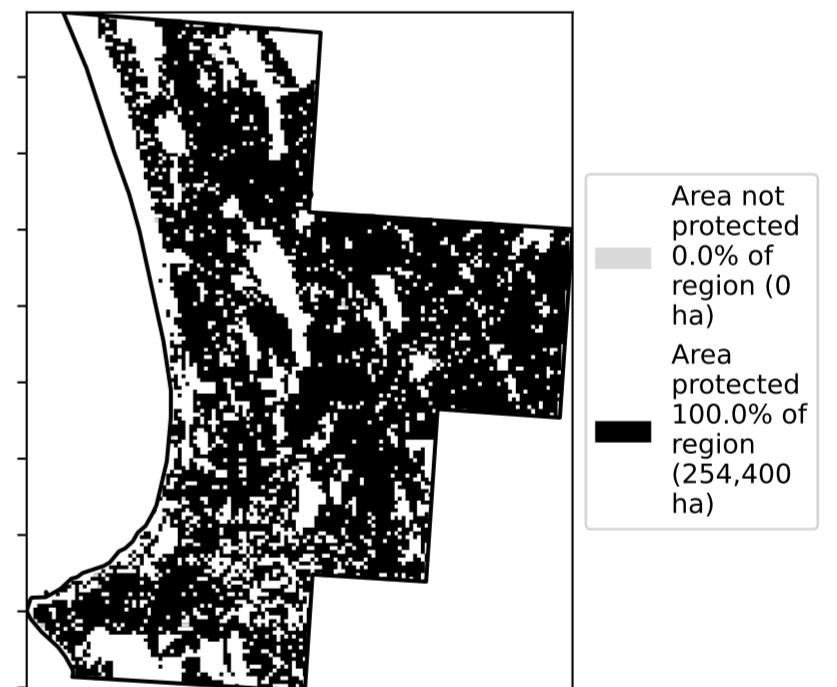 Area not
protected
0.0% of
region (0
ha)
Area
protected
100.0% of
region
(254,400
ha)